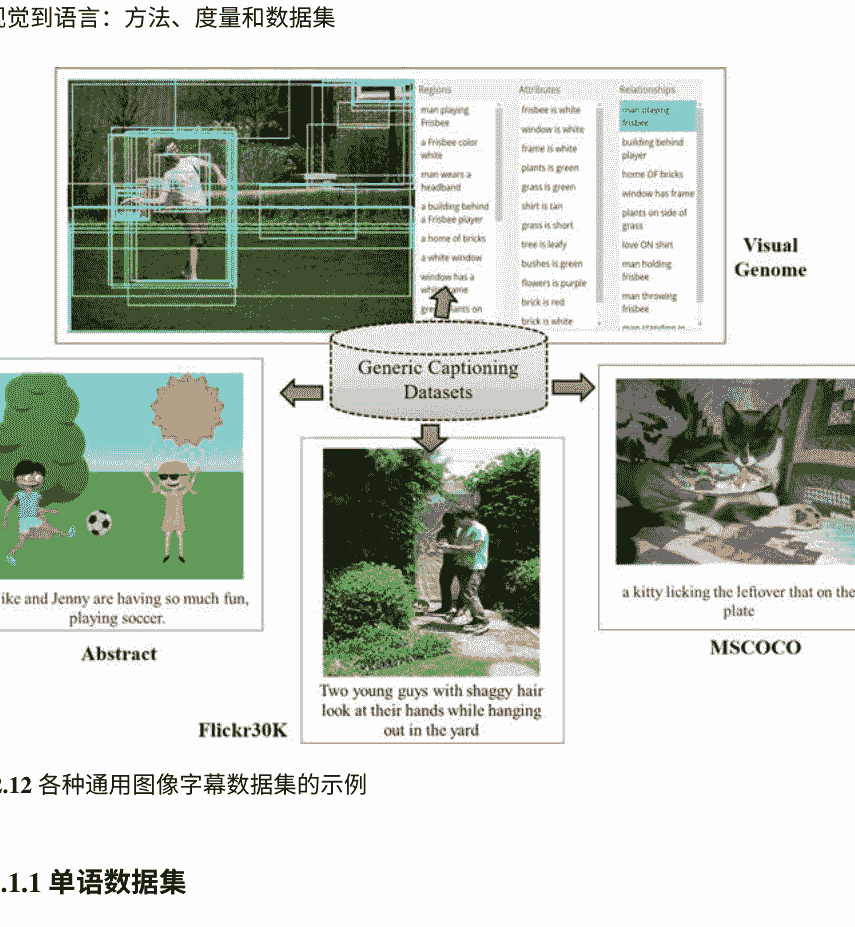 视觉到语言：方法、度量和数据集
Regions
man playing
Frisbee
a Frisbee color
white
man wears a
headband
a building behind
a Frisbee player
a home of bricks
a white window
window has a
Attributes
frisbee is white
window is white
frame is white
plants is green
grass is green
shirt is tan
grass is short
tree is leafy
bushes is green
flowers is purple
brick is red
brick is white
Relationships
man playing
frisbee
building behind
player
home OF bricks
window has frame
plants on side of
grass
love ON shirt
man holding
frisbee
man throwing
frisbee
man standing in
Visual
Genome
Generic Captioning
Datasets
ike and Jenny are having so much fun,
playing soccer.
Abstract
Two young guys with shaggy hair
look at their hands while hanging
out in the yard
Flickr30K
a kitty licking the leftover that on the
plate
MSCOCO
2.12 各种通用图像字幕数据集的示例
.1.1 单语数据集